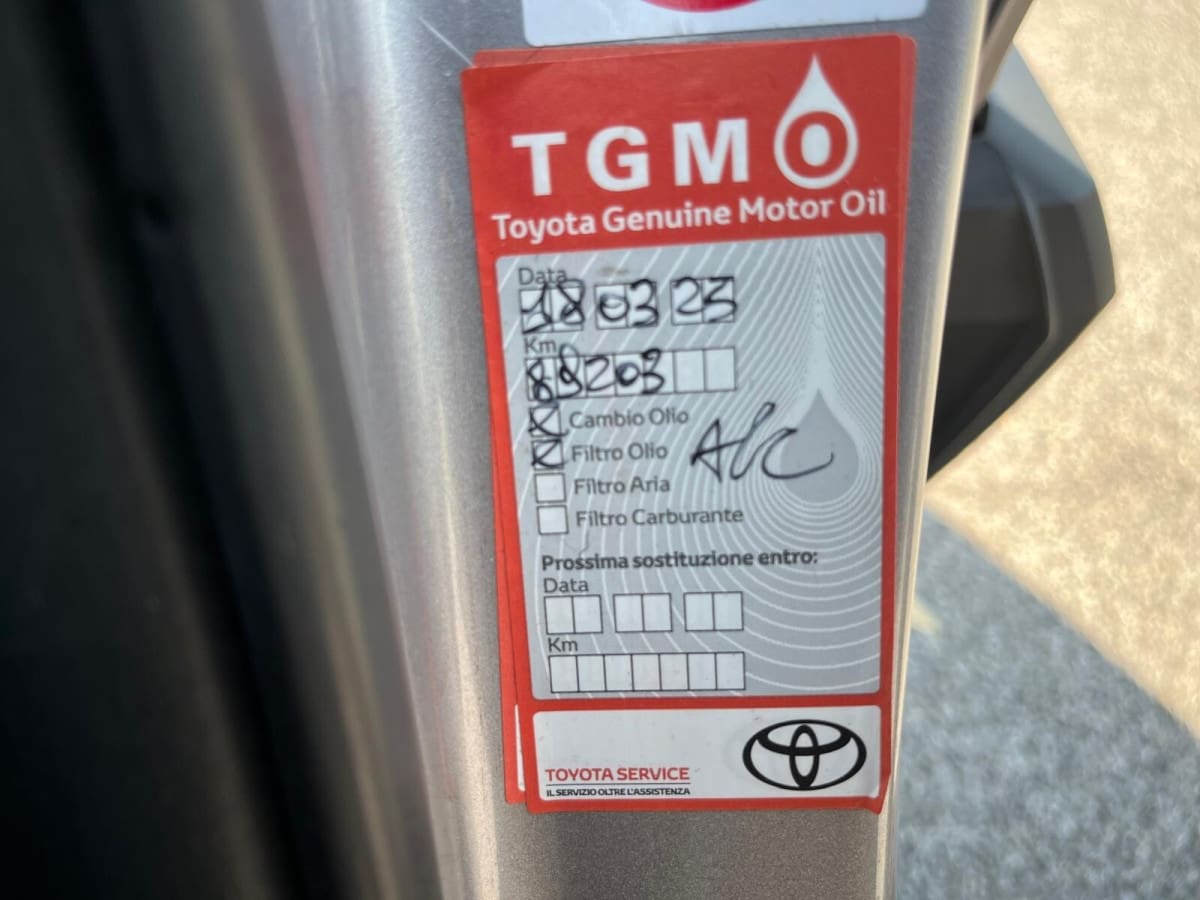 TGMO
Toyota Genuine Motor Oil
Data
18 03 23
Km
88203
Cambio Olio
Filtro Olio
A/C
Filtro Aria
Filtro Carburante
Prossima sostituzione entro:
Data
Km
TOYOTA SERVICE
IL SERVIZIO OLTRE L'ASSISTENZA